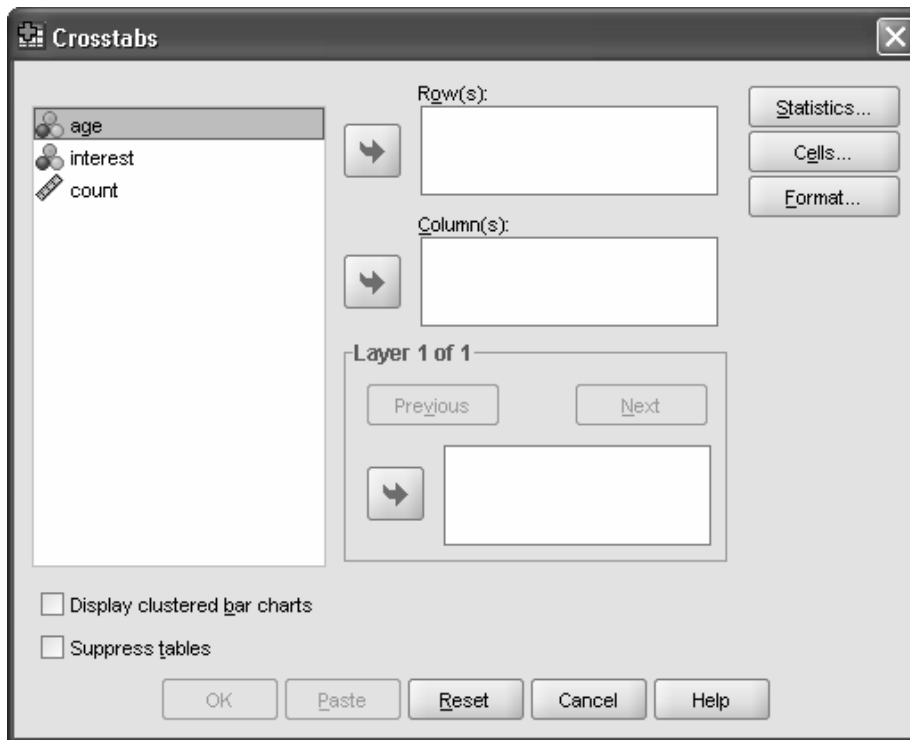 Crosstabs
age
interest
count
Row(s):
Column(s):
Layer 1 of 1
Previous
Next
Statistics...
Cells...
Format...
Display clustered bar charts
Suppress tables
OK
Paste
Reset
Cancel
Help